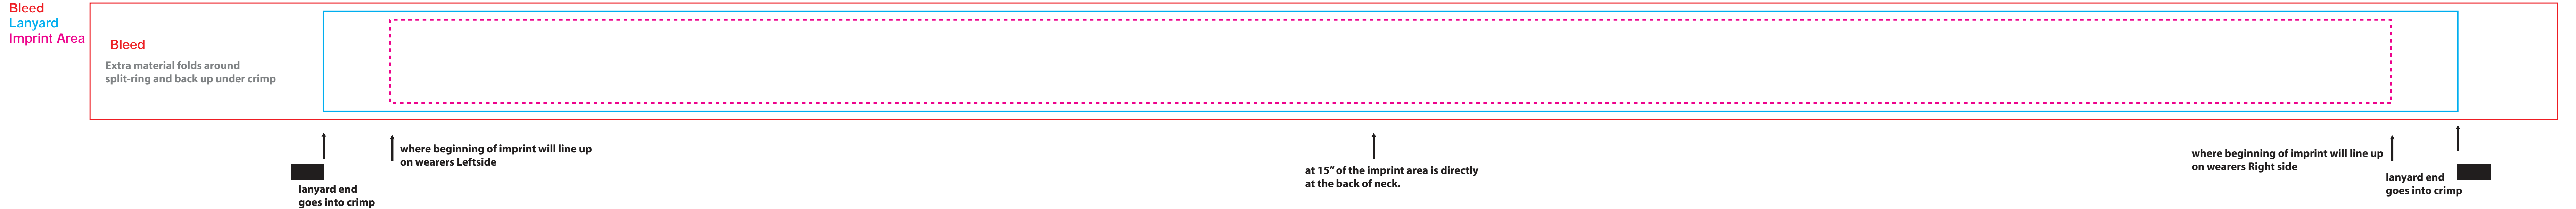 Bleed
Lanyard
Imprint Area
Bleed
Extra material folds around
split-ring and back up under crimp
where beginning of imprint will line up
on wearers Leftside
lanyard end
goes into crimp
at 15” of the imprint area is directly
at the back of neck.
where beginning of imprint will line up
on wearers Right side
lanyard end
goes into crimp